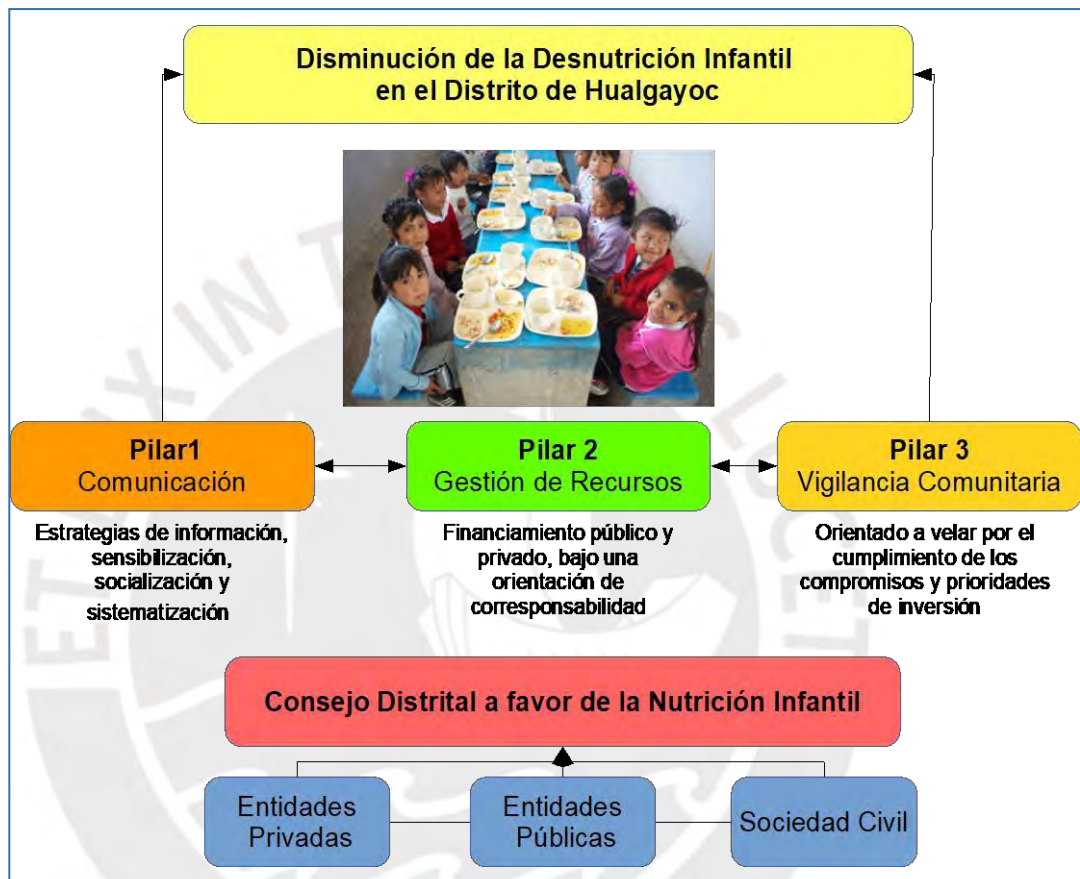 Disminución de la Desnutrición Infantil
en el Distrito de Hualgayoc
Pilar1
Comunicación
Estrategias de información,
sensibilización,
socialización y
sistematización
Pilar 2
Gestión de Recursos
Financiamiento público y
privado, bajo una
orientación de
corresponsabilidad
Pilar 3
Vigilancia Comunitaria
Orientado a velar por el
cumplimiento de los
compromisos y prioridades
de inversión
Consejo Distrital a favor de la Nutrición Infantil
Entidades
Privadas
Entidades
Públicas
Sociedad Civil